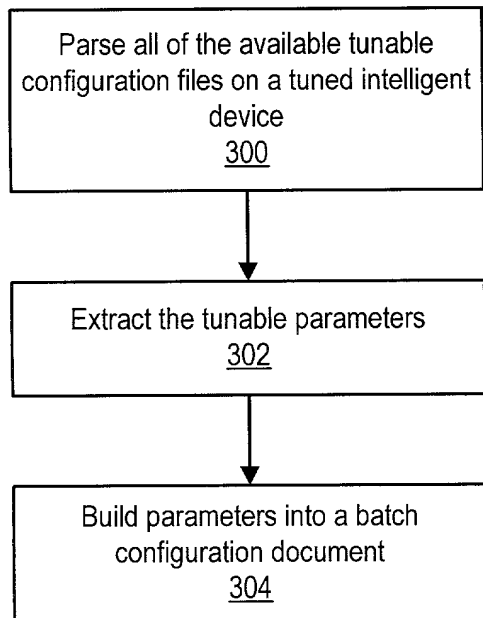 Parse all of the available tunable
configuration files on a tuned intelligent
device
300
Extract the tunable parameters
302
Build parameters into a batch
configuration document
304